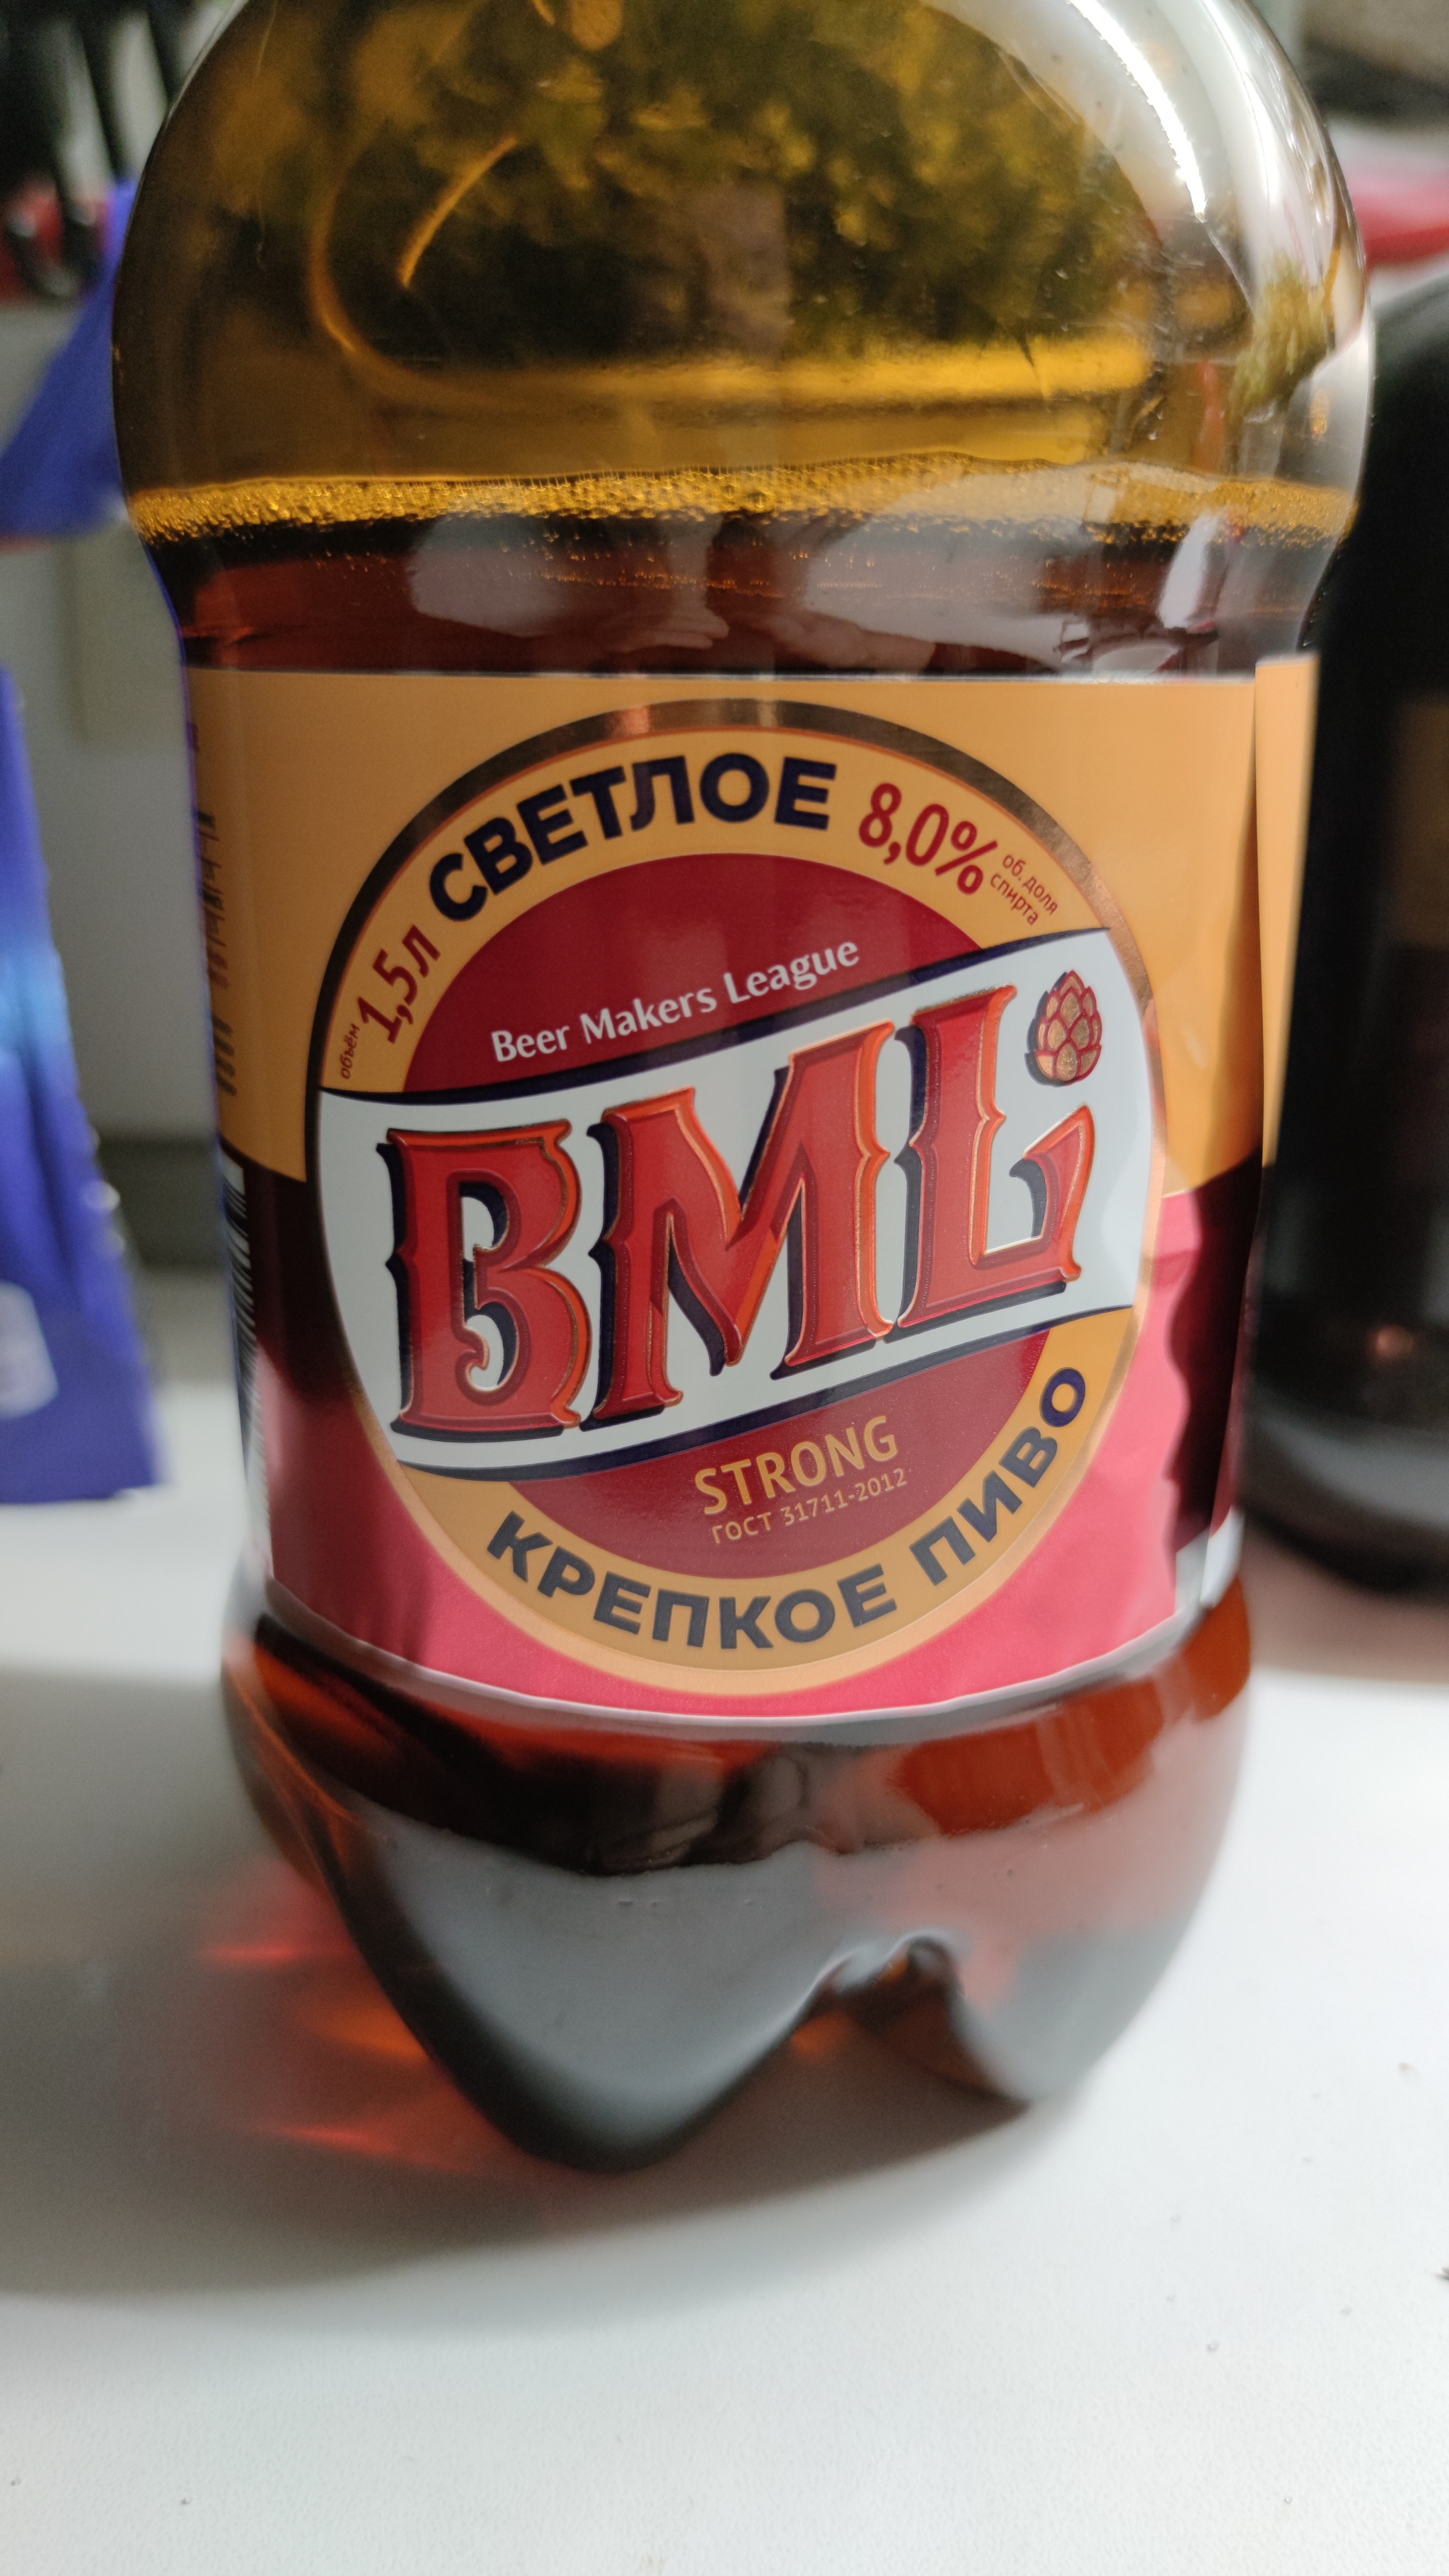 объём 1,5л СВЕТЛОЕ 8,0% об. доля
спирта
Beer Makers League
BML
STRONG
ГОСТ 31711-2012
КРЕПКОЕ ПИВО